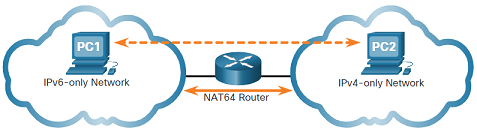 PC1
IPv6-only Network
NAT64 Router
PC2
IPv4-only Network